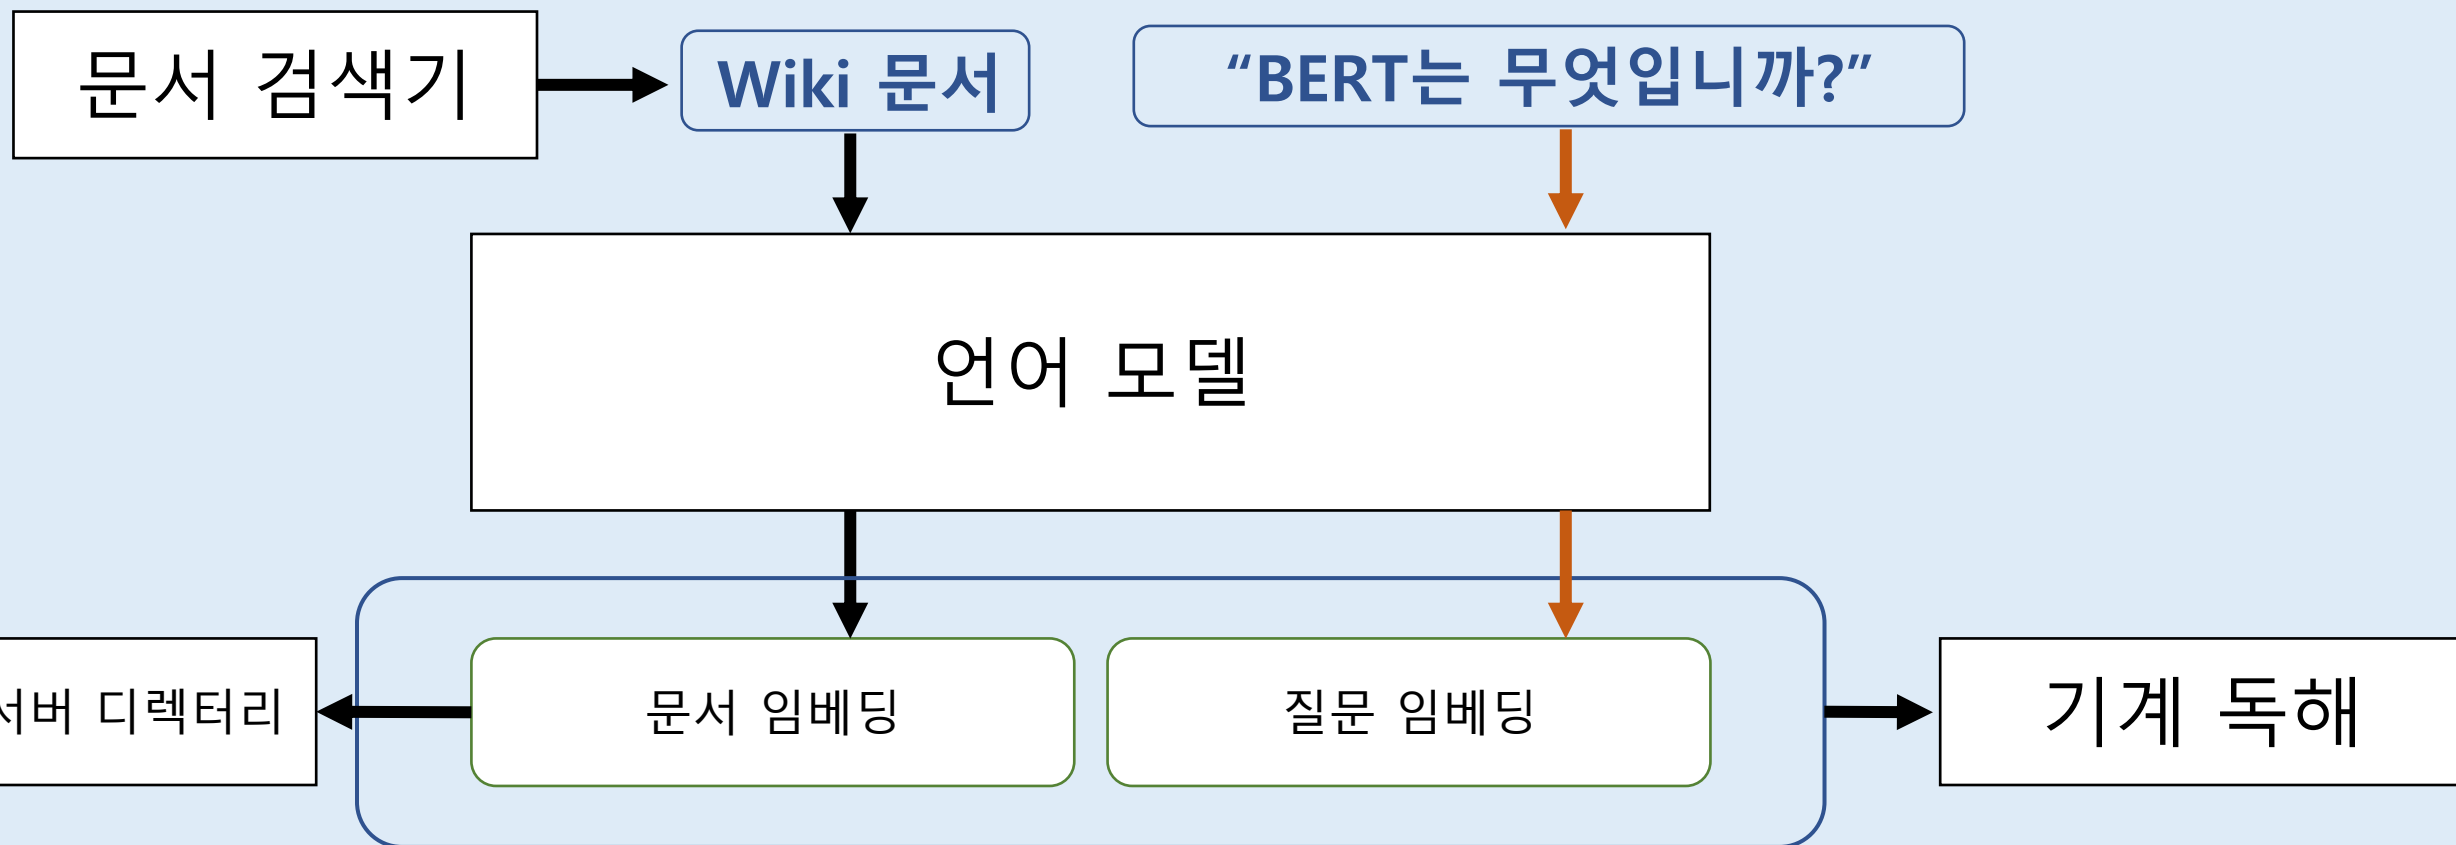 문서 검색기
Wiki 문서
“BERT는 무엇입니까?”
언어 모델
디렉터리
문서 임베딩
질문 임베딩
기계 독해